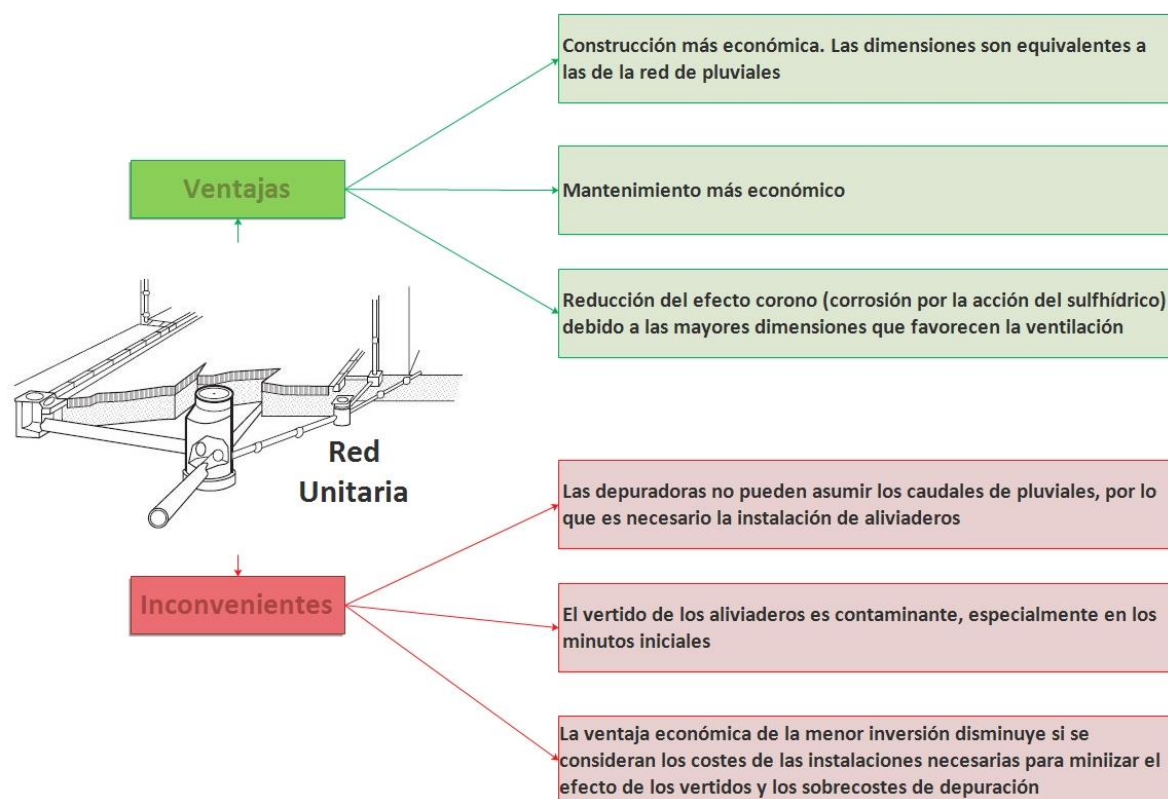 Construcción más económica. Las dimensiones son equivalentes a
las de la red de pluviales
Ventajas
Mantenimiento más económico
Reducción del efecto corono (corrosión por la acción del sulfhídrico)
debido a las mayores dimensiones que favorecen la ventilación
Red
Unitaria
Las depuradoras no pueden asumir los caudales de pluviales, por lo
que es necesario la instalación de aliviaderos
Inconvenientes
El vertido de los aliviaderos es contaminante, especialmente en los
minutos iniciales
La ventaja económica de la menor inversión disminuye si se
consideran los costes de las instalaciones necesarias para miniizar el
efecto de los vertidos y los sobrecostes de depuración